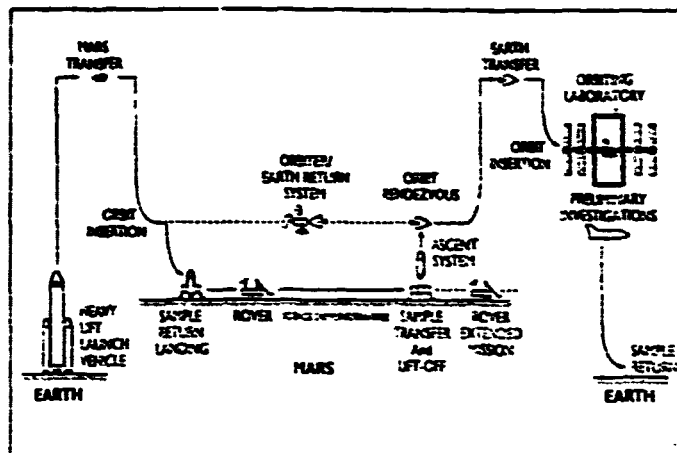 MARS
TRANSFER
EARTH
TRANSFER
ORBITING
LABORATORY
ORBIT
INSERTION
ORBITER/
EARTH RETURN
SYSTEM
ORBIT
RENDEZVOUS
PRELIMINARY
INVESTIGATIONS
ORBIT
INSERTION
ASCENT
SYSTEM
HEAVY
LIFT
LAUNCH
VEHICLE
SAMPLE
RETURN
LANDING
ROVER
SAMPLE
TRANSFER
And
LIFT-OFF
ROVER
EXTENDED
MISSION
SAMPLE
RETURN
MARS
EARTH
EARTH